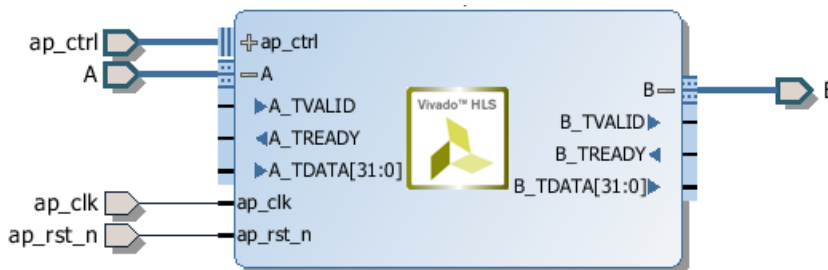 ap_ctrl
A
ap_clk
ap_rst_n
ap_ctrl
A
A_TVALID
A_TREADY
A_TDATA[31:0]
ap_clk
ap_rst_n
Vivado™ HLS
B
B_TVALID
B_TREADY
B_TDATA[31:0]